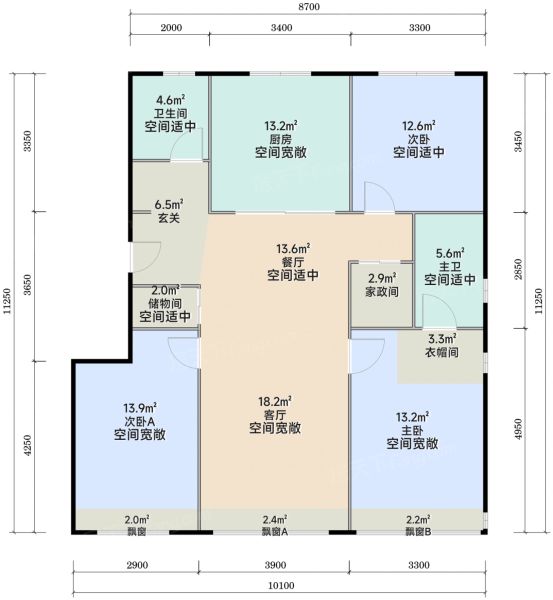 8700
2000
3400
3300
4.6㎡
卫生间
空间适中
13.2㎡
厨房
空间宽敞
12.6㎡
次卧
空间适中
3350
3450
11250
11250
6.5㎡
玄关
13.6㎡
餐厅
空间适中
5.6㎡
主卫
空间适中
2.9㎡
家政间
2850
3650
2.0㎡
储物间
空间适中
3.3㎡
衣帽间
13.9㎡
次卧A
空间宽敞
18.2㎡
客厅
空间宽敞
13.2㎡
主卧
空间宽敞
4250
4950
2.0㎡
飘窗
2.4㎡
飘窗A
2.2㎡
飘窗B
2900
3900
3300
10100